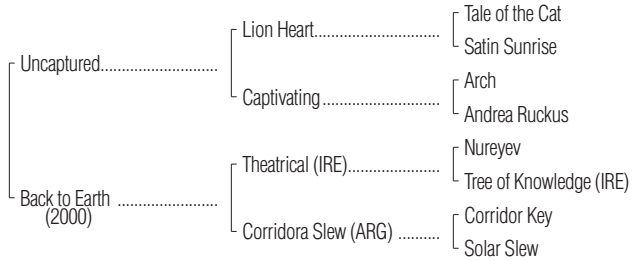 Tale of the Cat
Lion Heart
Satin Sunrise
Uncaptured
Arch
Captivating
Andrea Ruckus
Nureyev
Theatrical (IRE)
Tree of Knowledge (IRE)
Back to Earth
(2000)
Corridor Key
Corridora Slew (ARG)
Solar Slew